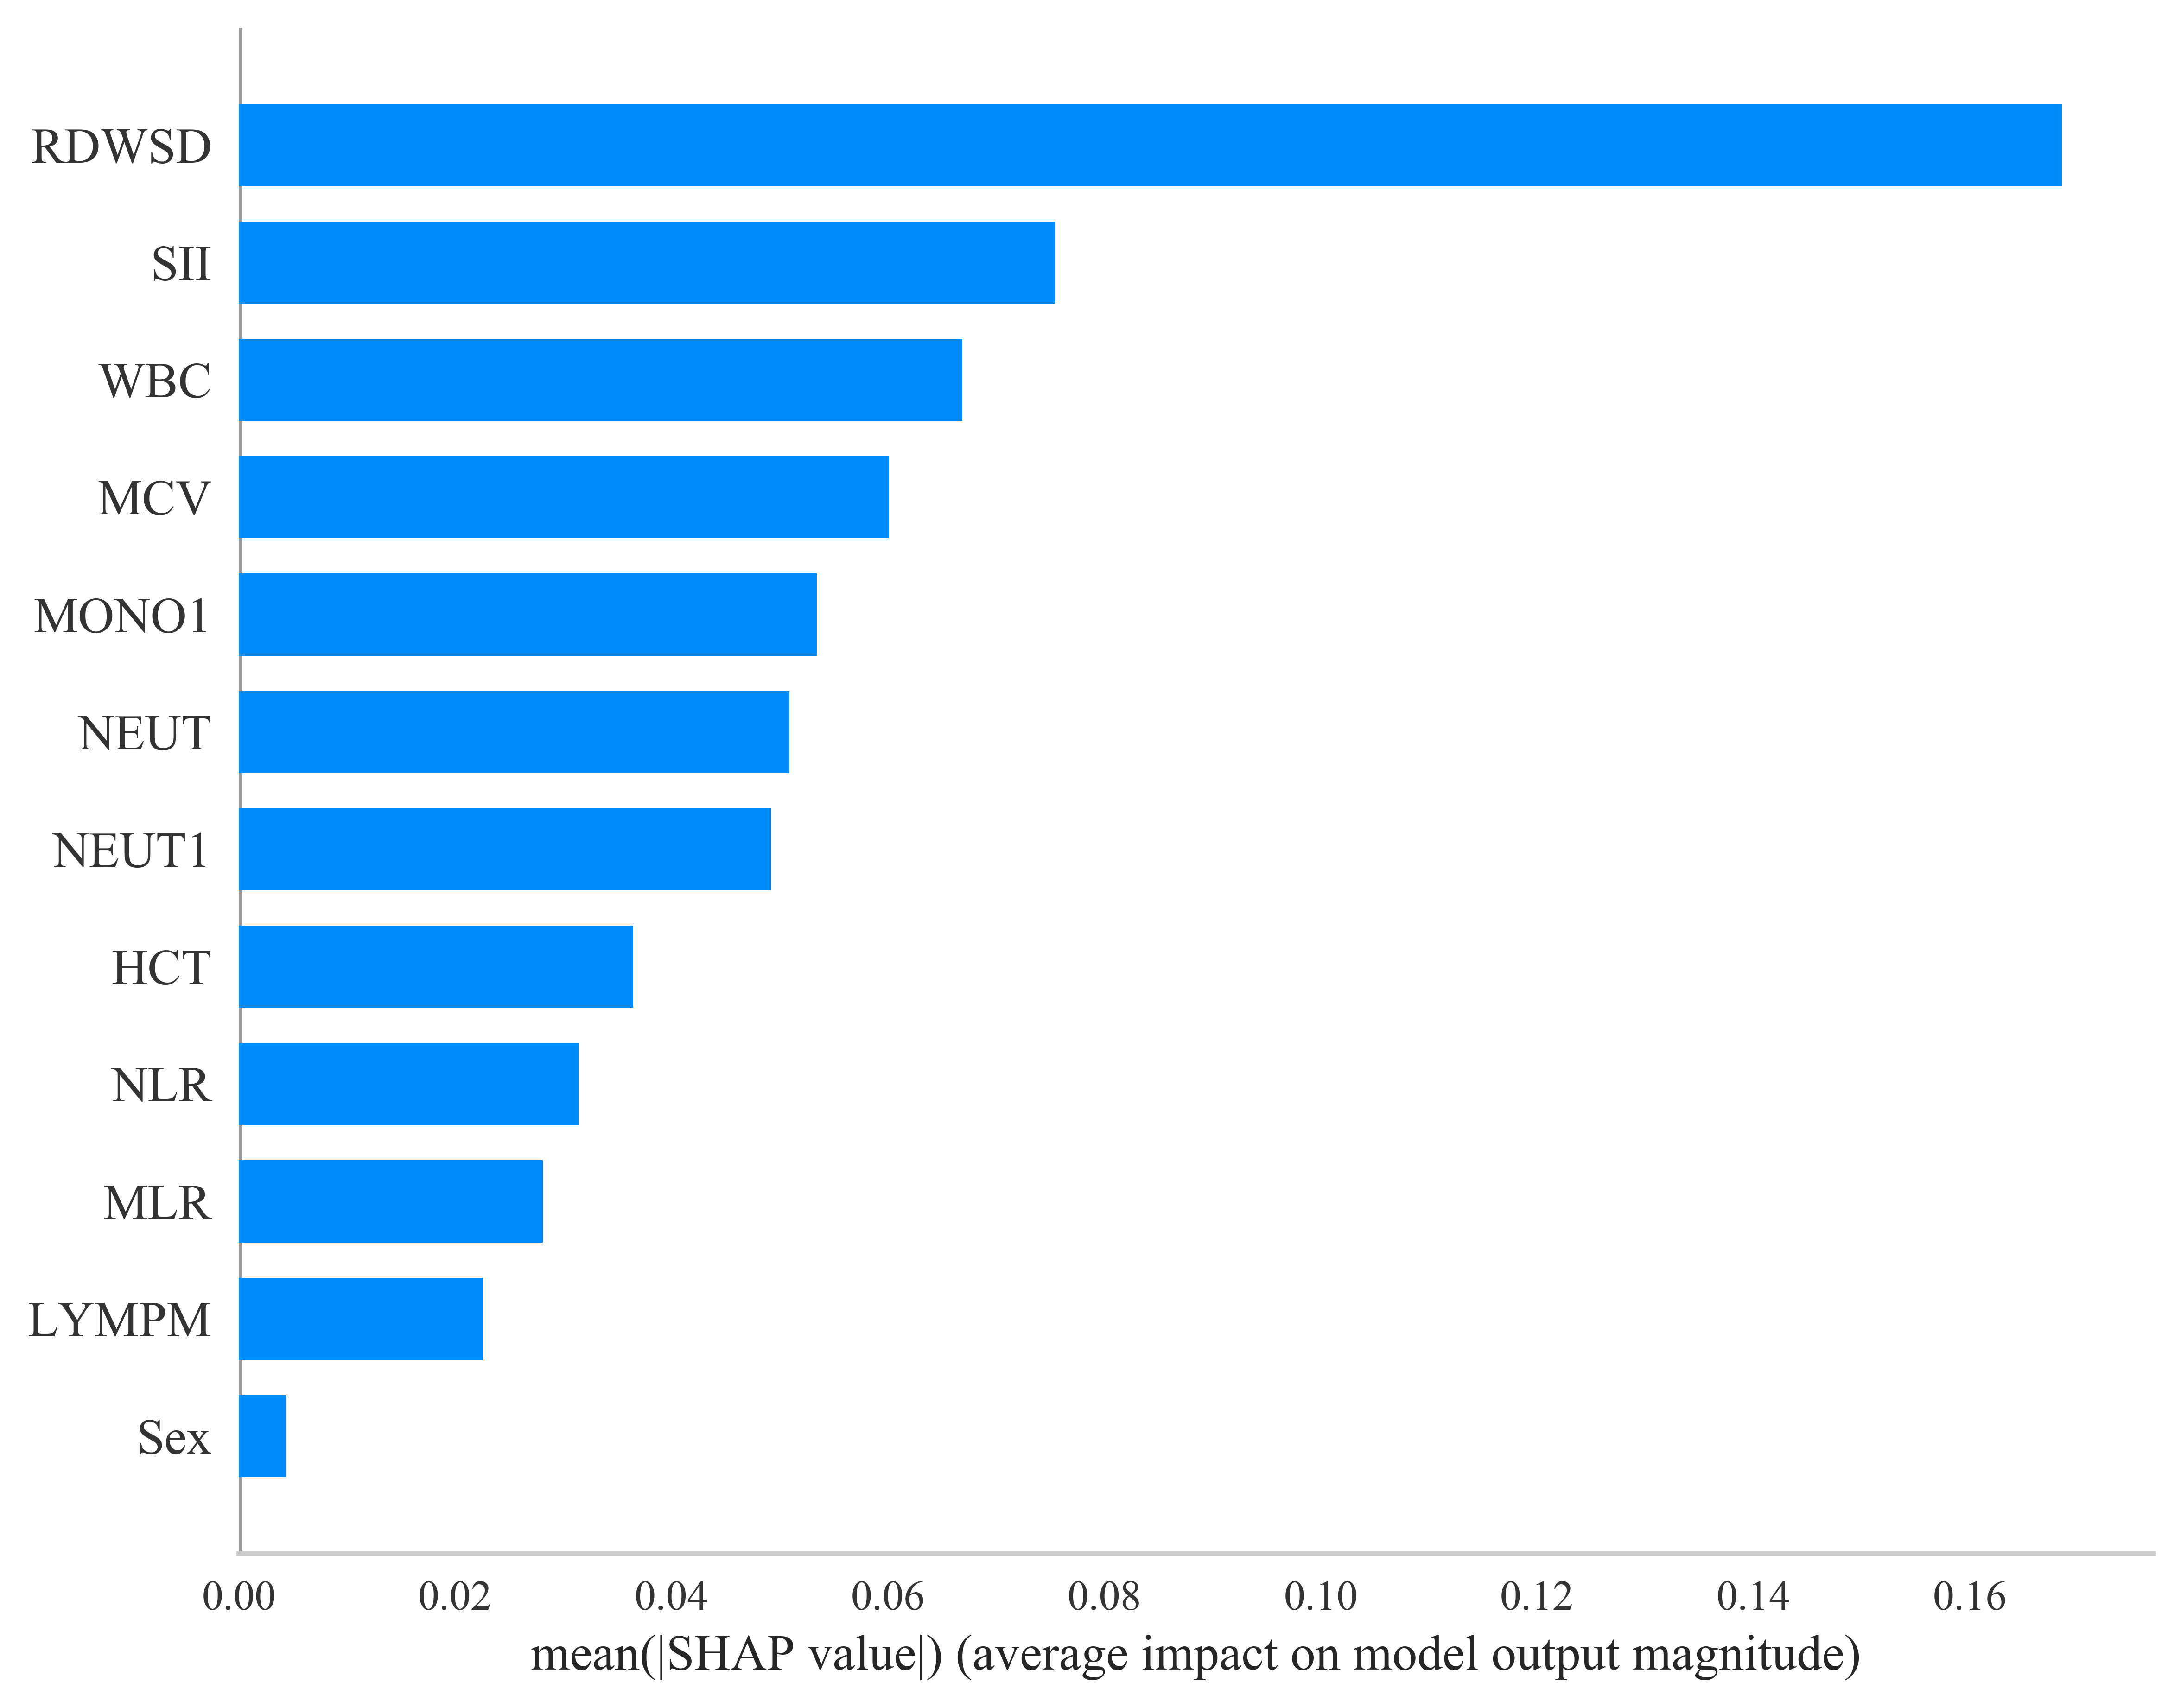 RDWSD
SII
WBC
MCV
MONO1
NEUT
NEUT1
HCT
NLR
MLR
LYMPM
Sex
0.00 0.02 0.04 0.06 0.08 0.10 0.12 0.14 0.16
mean(|SHAP value|) (average impact on model output magnitude)